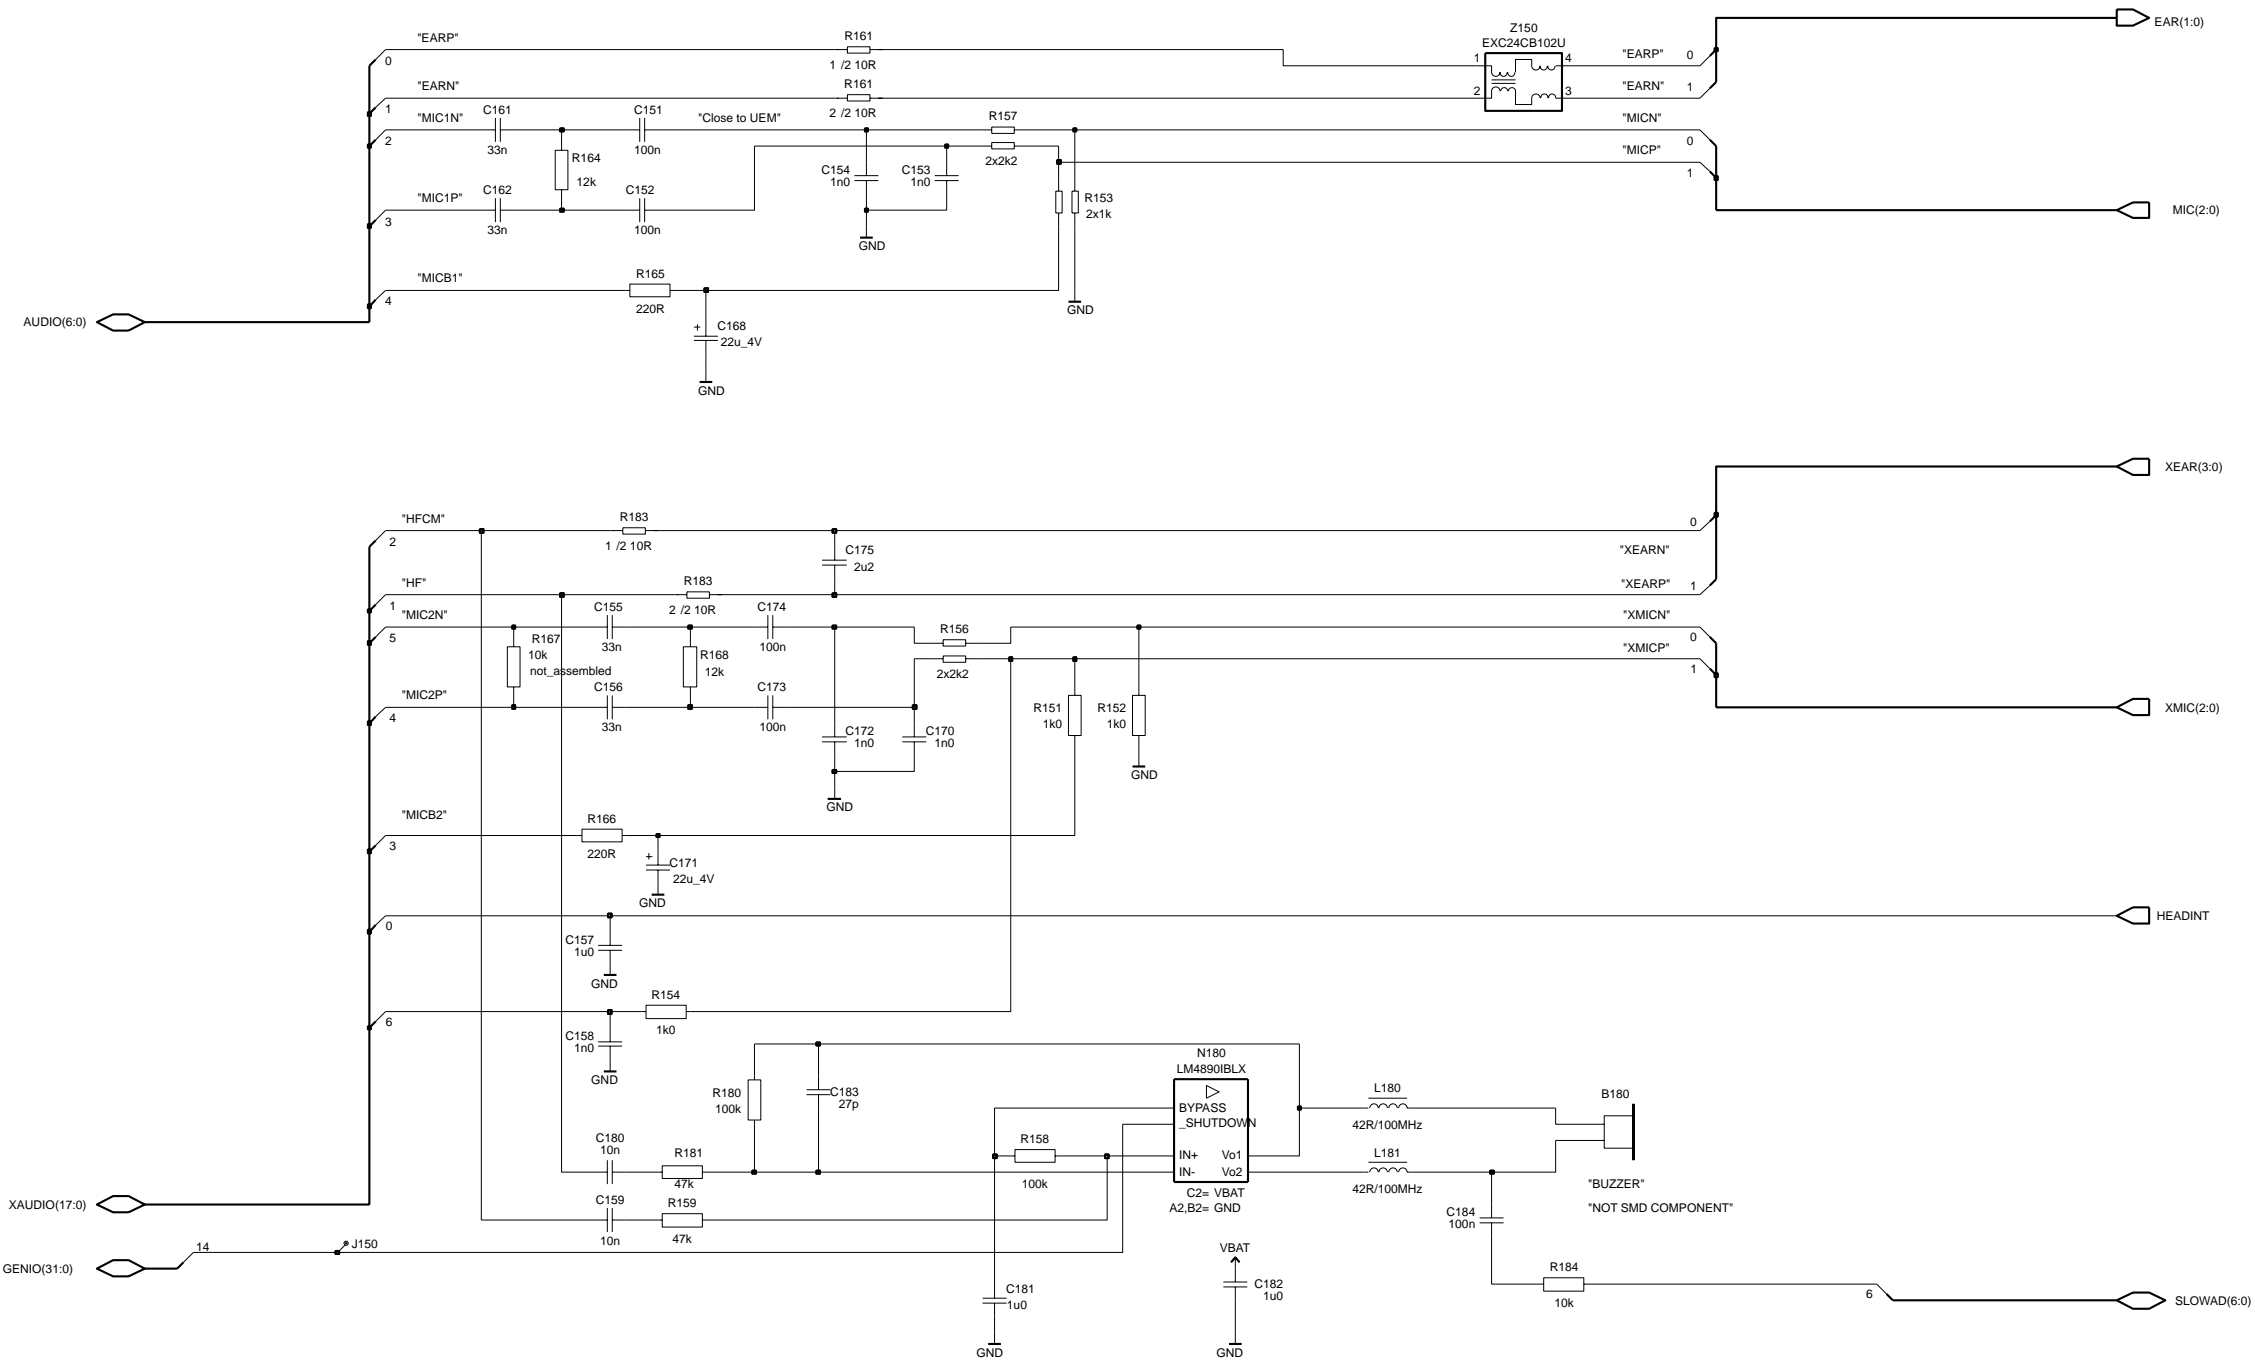 EAR(1:0)
Z150
EXC24CB102U
"EARP"
R161
0
1 /2 10R
1
4
"EARP"
0
"EARN"
R161
1
2 /2 10R
2
3
"EARN"
1
"MIC1N"
C161
C151
"Close to UEM"
R157
"MICN"
2
33n
100n
0
R164
12k
2x2k2
"MICP"
C154
1n0
C153
1n0
1
"MIC1P"
C162
C152
R153
2x1k
3
33n
100n
MIC(2:0)
GND
"MICB1"
R165
4
220R
GND
AUDIO(6:0)
+
C168
22u_4V
GND
XEAR(3:0)
"HFCM"
R183
2
1 /2 10R
0
C175
2u2
"XEARN"
"HF"
R183
"XEARP"
1
1
2 /2 10R
"MIC2N"
C155
C174
"XMICN"
5
R167
10k
not_assembled
33n
100n
R156
0
R168
12k
"XMICP"
2x2k2
1
"MIC2P"
C156
C173
4
33n
100n
R151
1k0
R152
1k0
XMIC(2:0)
C172
1n0
C170
1n0
GND
GND
"MICB2"
R166
3
220R
+
C171
22u_4V
GND
0
HEADINT
C157
1u0
GND
R154
6
1k0
C158
1n0
GND
N180
LM4890IBLX
R180
100k
C183
27p
BYPASS
_SHUTDOWN
L180
42R/100MHz
B180
C180
10n
R181
47k
R158
100k
IN+
Vo1
IN-
Vo2
L181
42R/100MHz
"BUZZER"
"NOT SMD COMPONENT"
C2= VBAT
A2,B2= GND
XAUDIO(17:0)
C159
10n
R159
47k
C184
100n
14
J150
GENIO(31:0)
VBAT
C181
1u0
C182
1u0
R184
10k
6
SLOWAD(6:0)
GND
GND